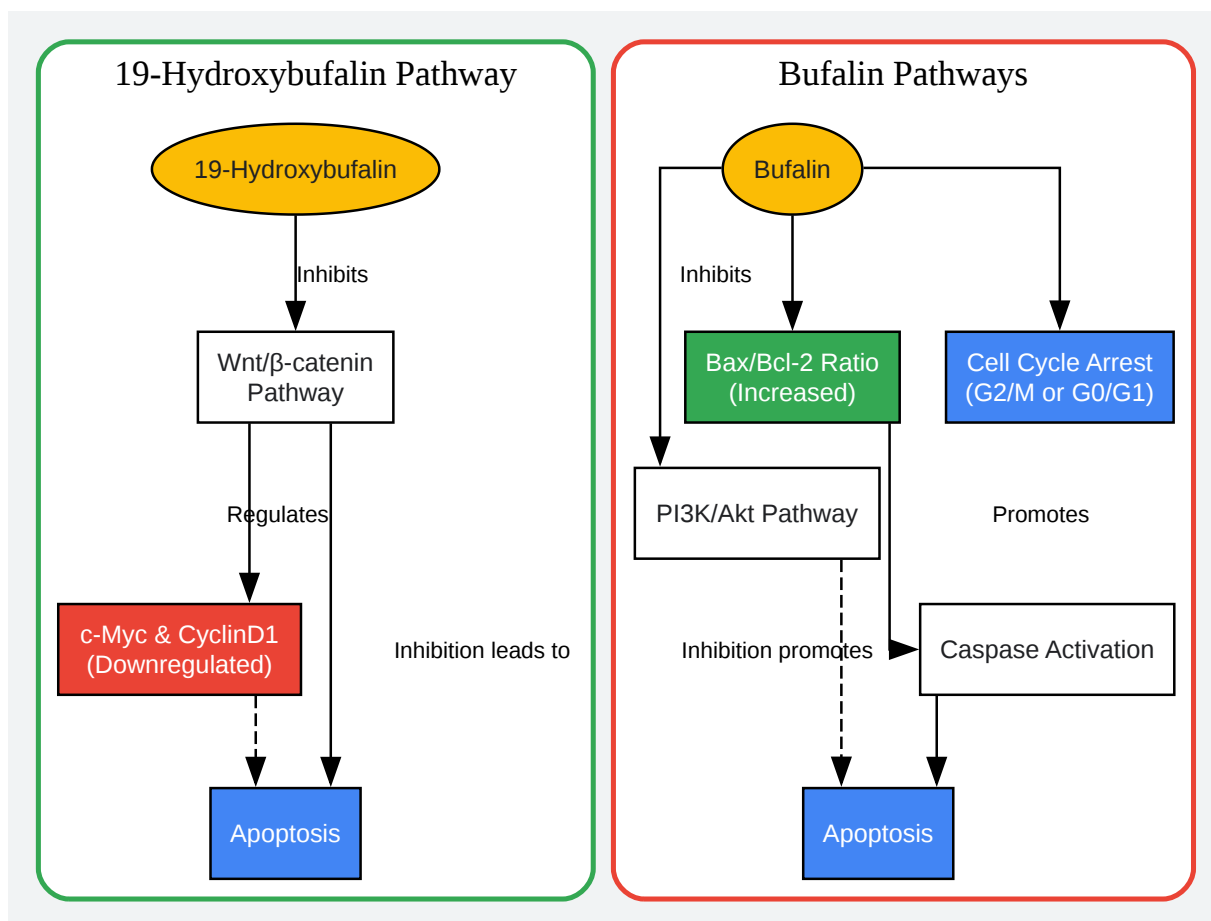 19-Hydroxybufalin Pathway
19-Hydroxybufalin
Inhibits
Wnt/β-catenin
Pathway
Regulates
c-Myc & CyclinD1
(Downregulated)
Inhibition leads to
Apoptosis
Bufalin Pathways
Bufalin
Inhibits
Bax/Bcl-2 Ratio
(Increased)
Cell Cycle Arrest
(G2/M or G0/G1)
PI3K/Akt Pathway
Promotes
Inhibition promotes
Caspase Activation
Apoptosis